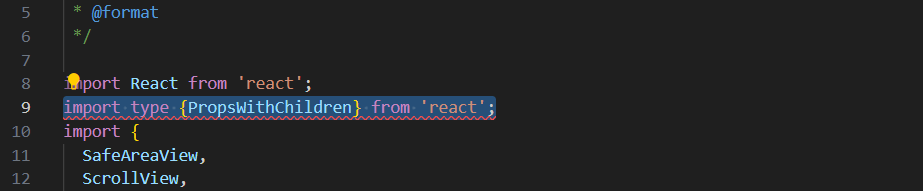 5 * @format
6 */
7
8 import React from 'react';
9 import type {PropsWithChildren} from 'react';
10 import {
11 SafeAreaView,
12 ScrollView,